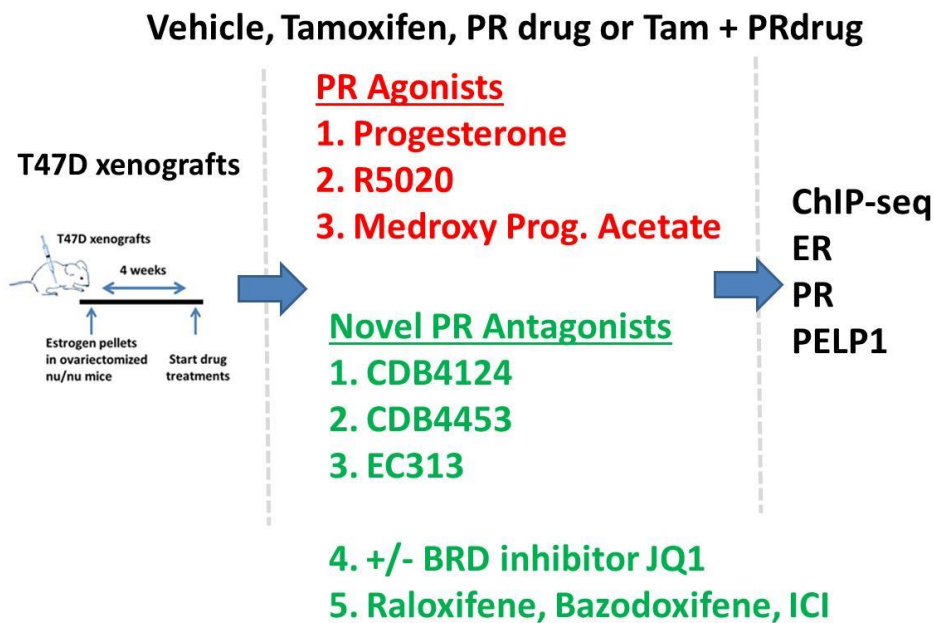 Vehicle, Tamoxifen, PR drug or Tam + PRdrug
T47D xenografts
T47D xenografts
4 weeks
Estrogen pellets
in ovariectomized
nu/nu mice
Start drug
treatments
PR Agonists
1. Progesterone
2. R5020
3. Medroxy Prog. Acetate
Novel PR Antagonists
1. CDB4124
2. CDB4453
3. EC313
4. +/- BRD inhibitor JQ1
5. Raloxifene, Bazodoxifene, ICI
ChIP-seq
ER
PR
PELP1